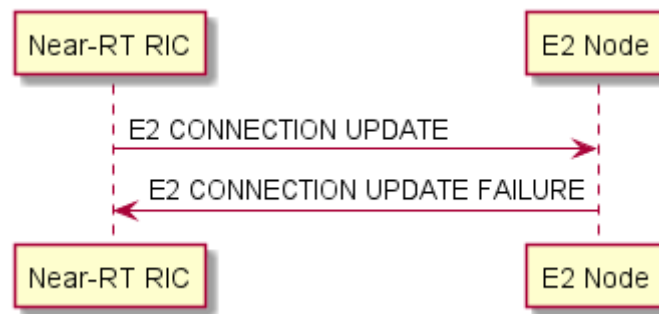 Near-RT RIC
E2 Node
E2 CONNECTION UPDATE
E2 CONNECTION UPDATE FAILURE
Near-RT RIC
E2 Node